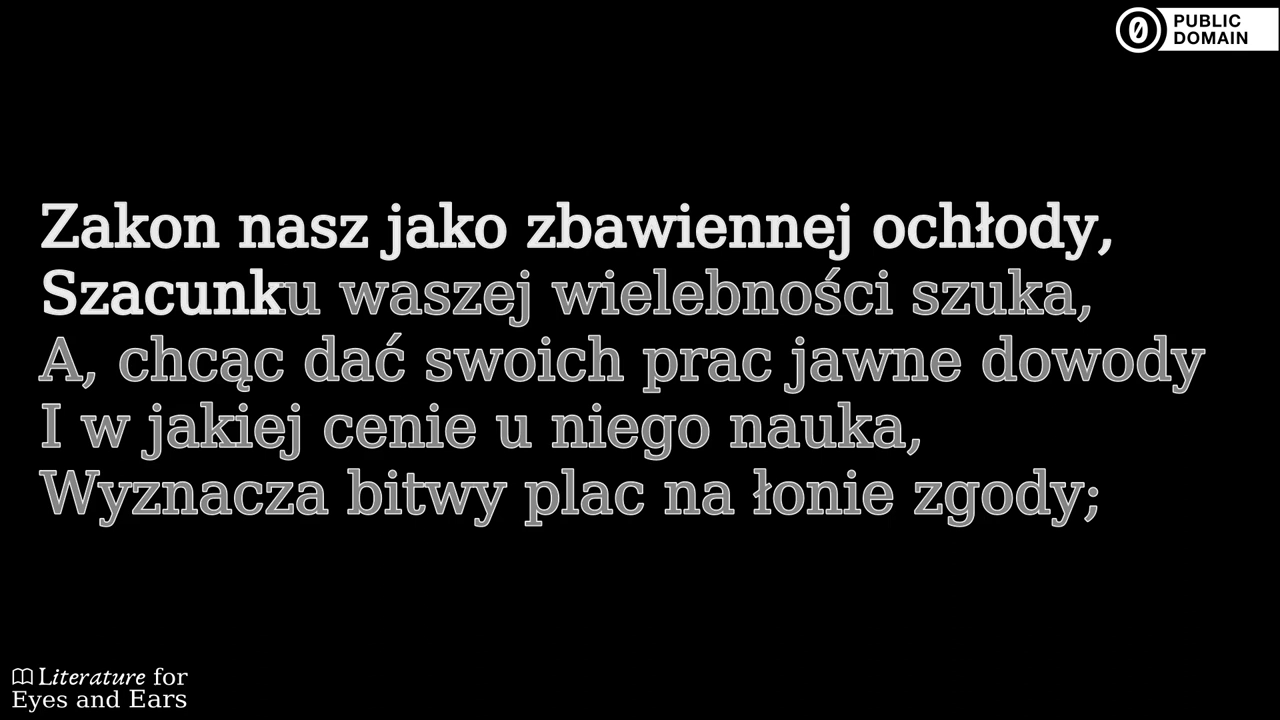 PUBLIC
DOMAIN
Zakon nasz jako zbawiennej ochłody,
Szacunku waszej wielebności szuka,
A, chcąc dać swoich prac jawne dowody
I w jakiej cenie u niego nauka,
Wyznacza bitwy plac na łonie zgody;
Literature for
Eyes and Ears